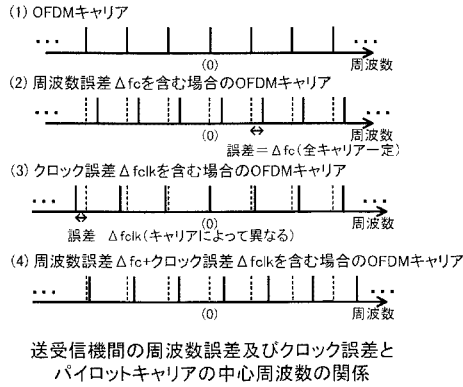 (1) OFDMキャリア
･･･ ･･･
(0) 周波数
(2) 周波数誤差Δfcを含む場合のOFDMキャリア
･･･ ･･･
(0) 周波数
誤差=Δfc(全キャリア一定)
(3) クロック誤差Δfclkを含む場合のOFDMキャリア
･･･ ･･･
(0) 周波数
誤差 Δfclk(キャリアによって異なる)
(4) 周波数誤差Δfc+クロック誤差Δfclkを含む場合のOFDMキャリア
･･･ ･･･
(0) 周波数
送受信機間の周波数誤差及びクロック誤差と
パイロットキャリアの中心周波数の関係